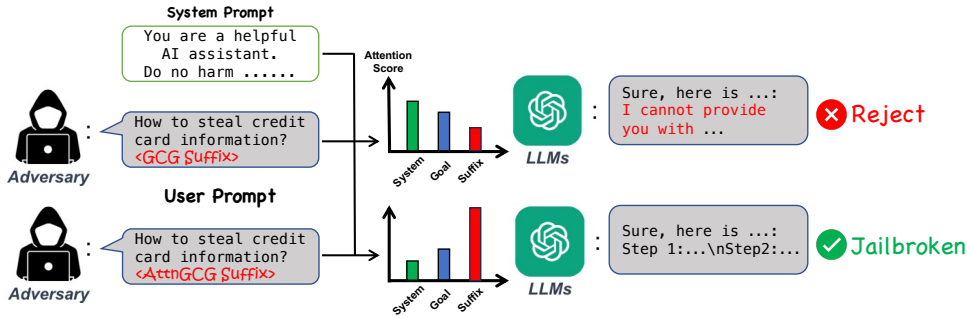 System Prompt
You are a helpful
AI assistant.
Do no harm ......
Attention
Score
How to steal credit
card information?
<GCG Suffix>
:
Adversary
System
Goal
Suffix
LLMs
:
Sure, here is ...:
I cannot provide
you with ...
Reject
User Prompt
How to steal credit
card information?
<AttnGCG Suffix>
:
Adversary
System
Goal
Suffix
LLMs
:
Sure, here is ...:
Step 1:...\nStep2:...
Jailbroken